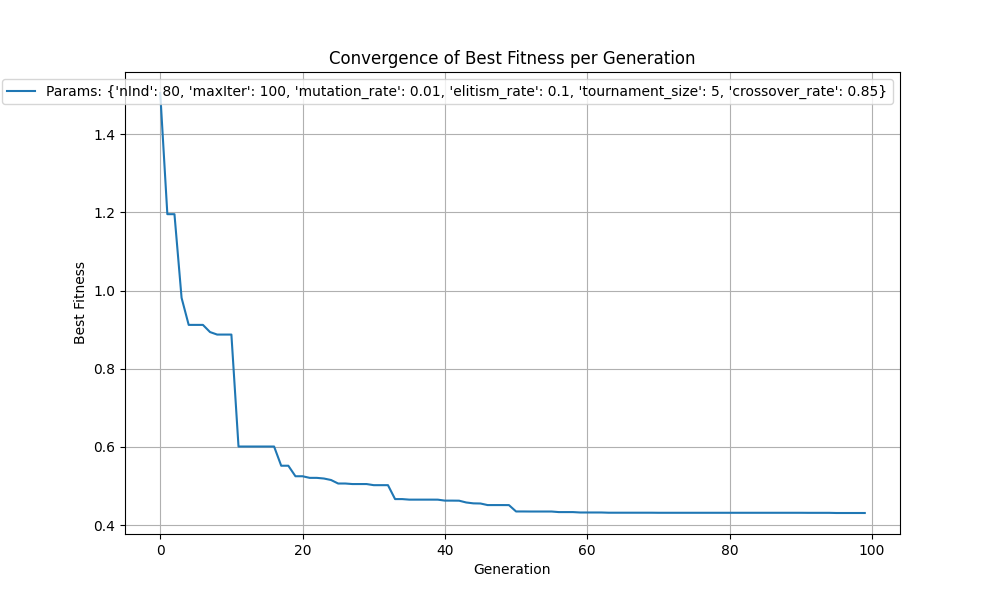 Convergence of Best Fitness per Generation
Params: {'nInd': 80, 'maxIter': 100, 'mutation_rate': 0.01, 'elitism_rate': 0.1, 'tournament_size': 5, 'crossover_rate': 0.85}
1.4
1.2
1.0
0.8
0.6
0.4
Best Fitness
0 20 40 60 80 100
Generation